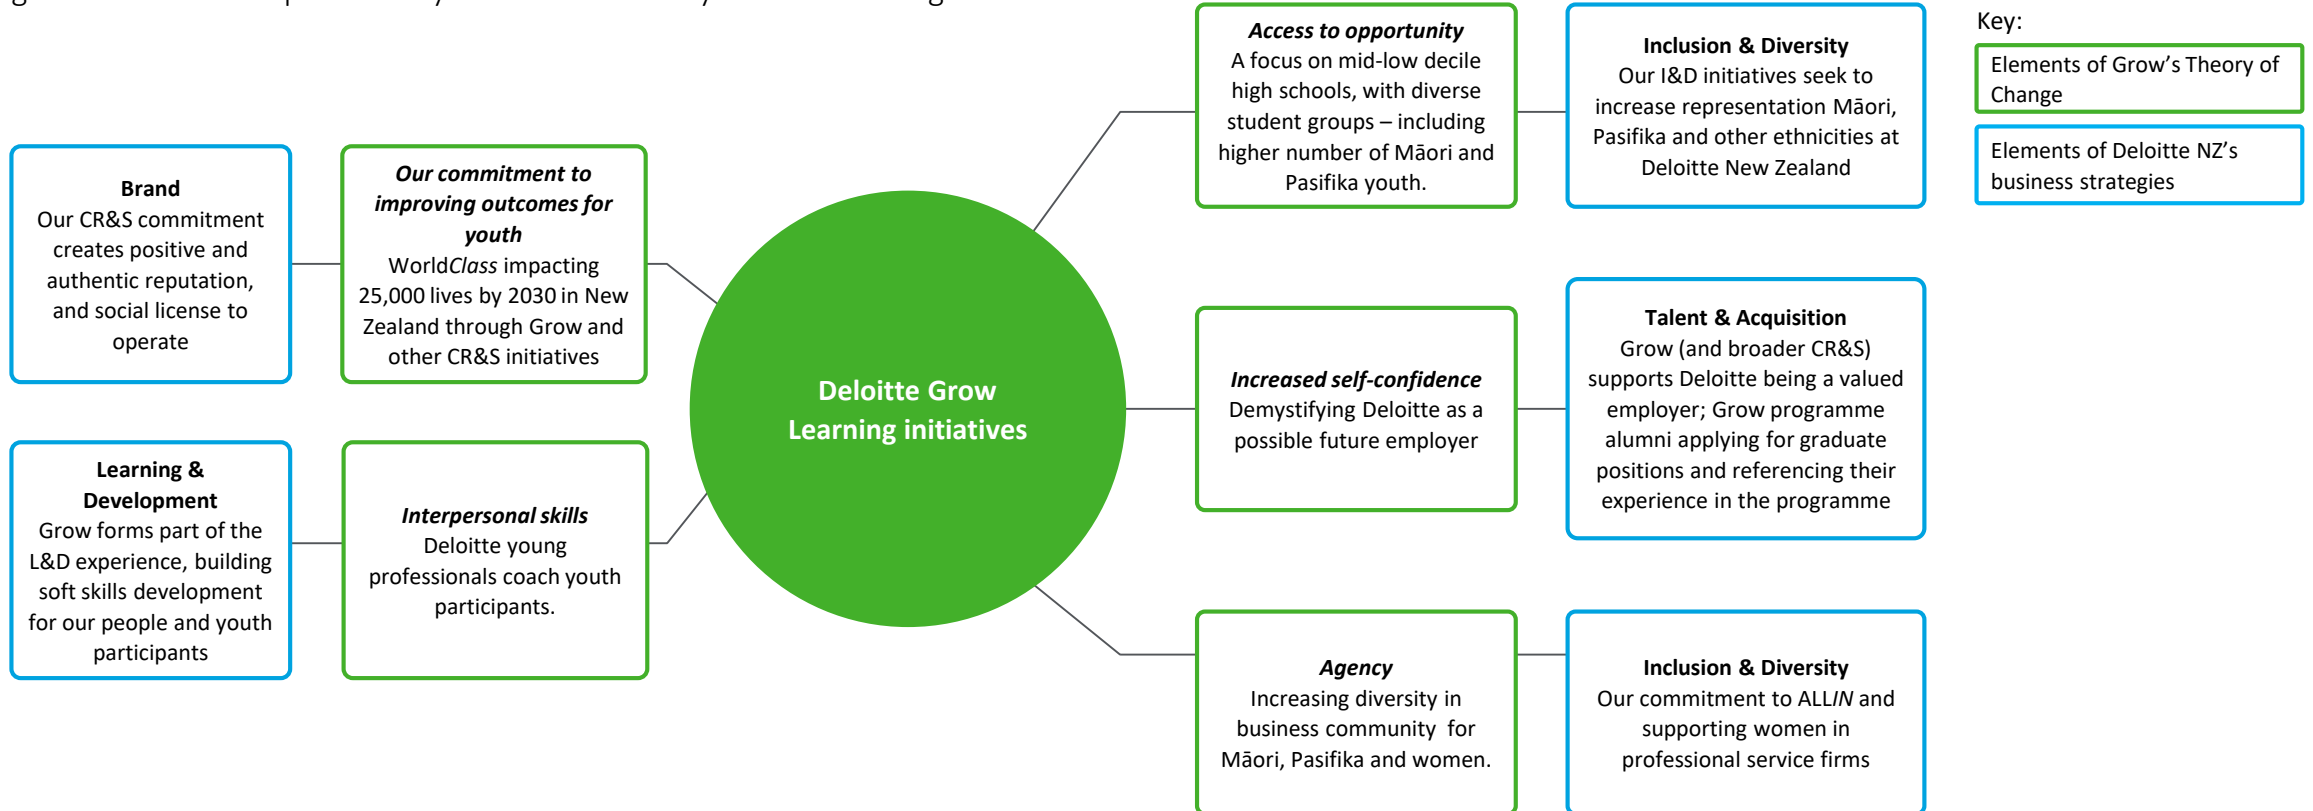 Key:
Elements of Grow's Theory of
Change
Elements of Deloitte NZ's
business strategies
Brand
Our CR&S commitment
creates positive and
authentic reputation,
and social license to
operate
Our commitment to
improving outcomes for
youth
WorldClass impacting
25,000 lives by 2030 in New
Zealand through Grow and
other CR&S initiatives
Learning &
Development
Grow forms part of the
L&D experience, building
soft skills development
for our people and youth
participants
Interpersonal skills
Deloitte young
professionals coach youth
participants.
Deloitte Grow
Learning initiatives
Access to opportunity
A focus on mid-low decile
high schools, with diverse
student groups – including
higher number of Māori and
Pasifika youth.
Inclusion & Diversity
Our I&D initiatives seek to
increase representation Māori,
Pasifika and other ethnicities at
Deloitte New Zealand
Increased self-confidence
Demystifying Deloitte as a
possible future employer
Talent & Acquisition
Grow (and broader CR&S)
supports Deloitte being a valued
employer; Grow programme
alumni applying for graduate
positions and referencing their
experience in the programme
Agency
Increasing diversity in
business community for
Māori, Pasifika and women.
Inclusion & Diversity
Our commitment to ALLIN and
supporting women in
professional service firms